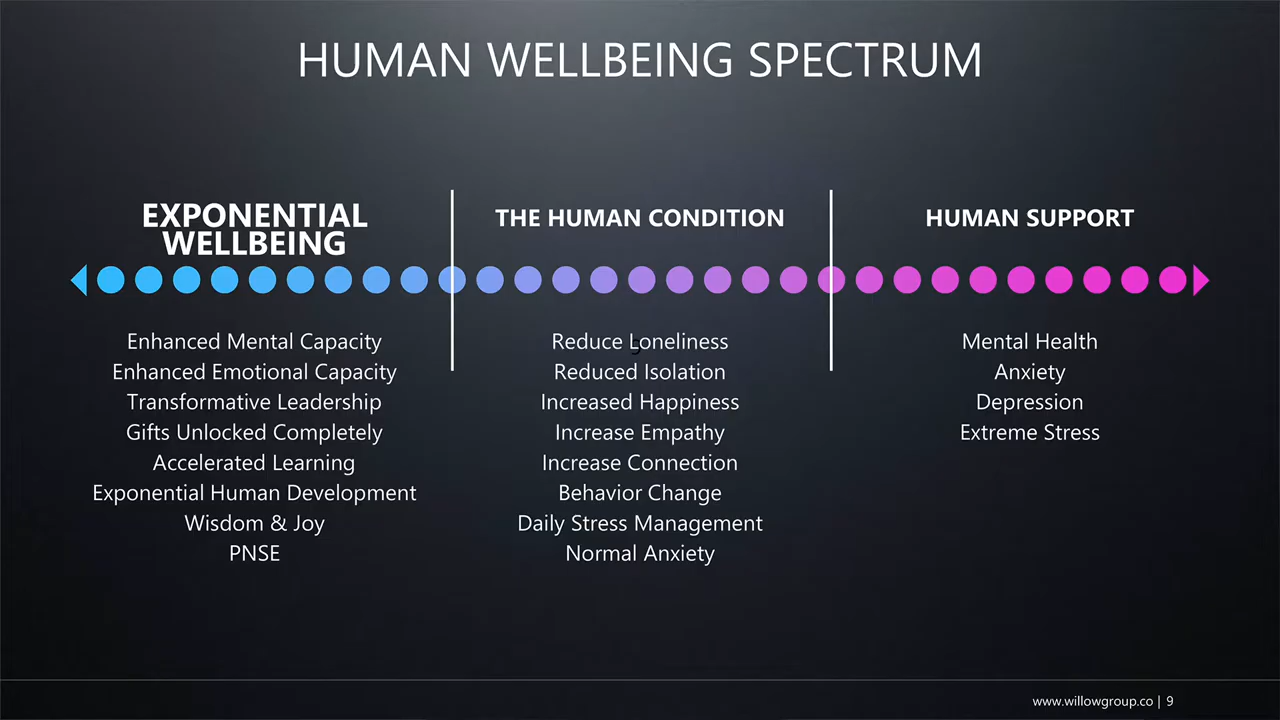 HUMAN WELLBEING SPECTRUM
EXPONENTIAL
WELLBEING
Enhanced Mental Capacity
Enhanced Emotional Capacity
Transformative Leadership
Gifts Unlocked Completely
Accelerated Learning
Exponential Human Development
Wisdom & Joy
PNSE
THE HUMAN CONDITION
Reduce Loneliness
Reduced Isolation
Increased Happiness
Increase Empathy
Increase Connection
Behavior Change
Daily Stress Management
Normal Anxiety
HUMAN SUPPORT
Mental Health
Anxiety
Depression
Extreme Stress
www.willowgroup.co | 9